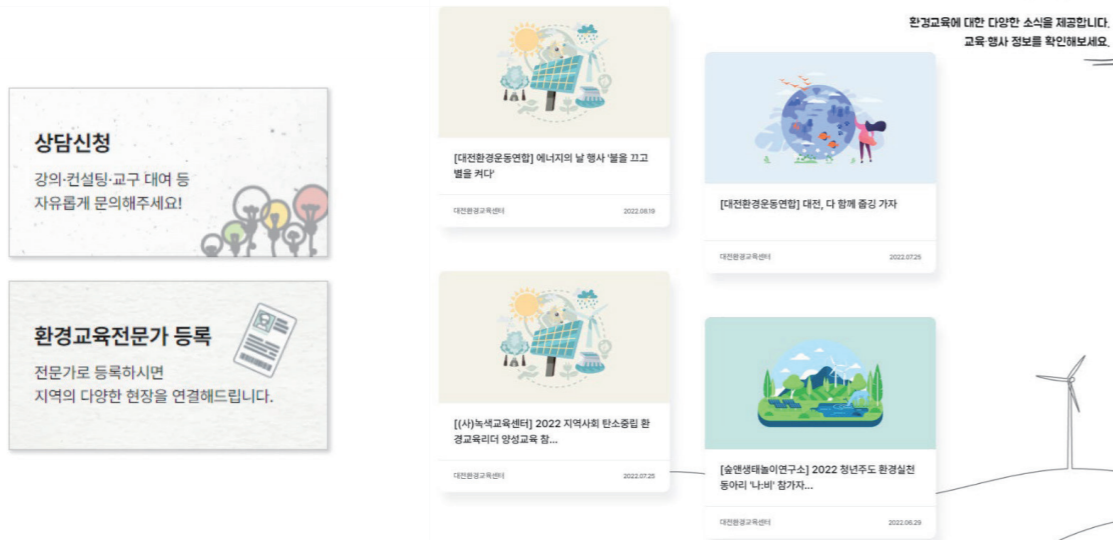 상담신청
강의·컨설팅·교구 대여 등
자유롭게 문의해주세요!
환경교육전문가 등록
전문가로 등록하시면
지역의 다양한 현장을 연결해드립니다.
환경교육에 대한 다양한 소식을 제공합니다.
교육 행사 정보를 확인해보세요.
[대전환경운동연합] 에너지의 날 행사 '불을 끄고
별을 켜다'
대전환경교육센터
2022.08.19
[대전환경운동연합] 대전, 다 함께 줍깅 가자
대전환경교육센터
2022.07.25
[(사)녹색교육센터] 2022 지역사회 탄소중립 환
경교육리더 양성교육 참...
대전환경교육센터
2022.07.25
[숲앤생태놀이연구소] 2022 청년주도 환경실천
동아리 '나:비' 참가자...
대전환경교육센터
2022.06.29